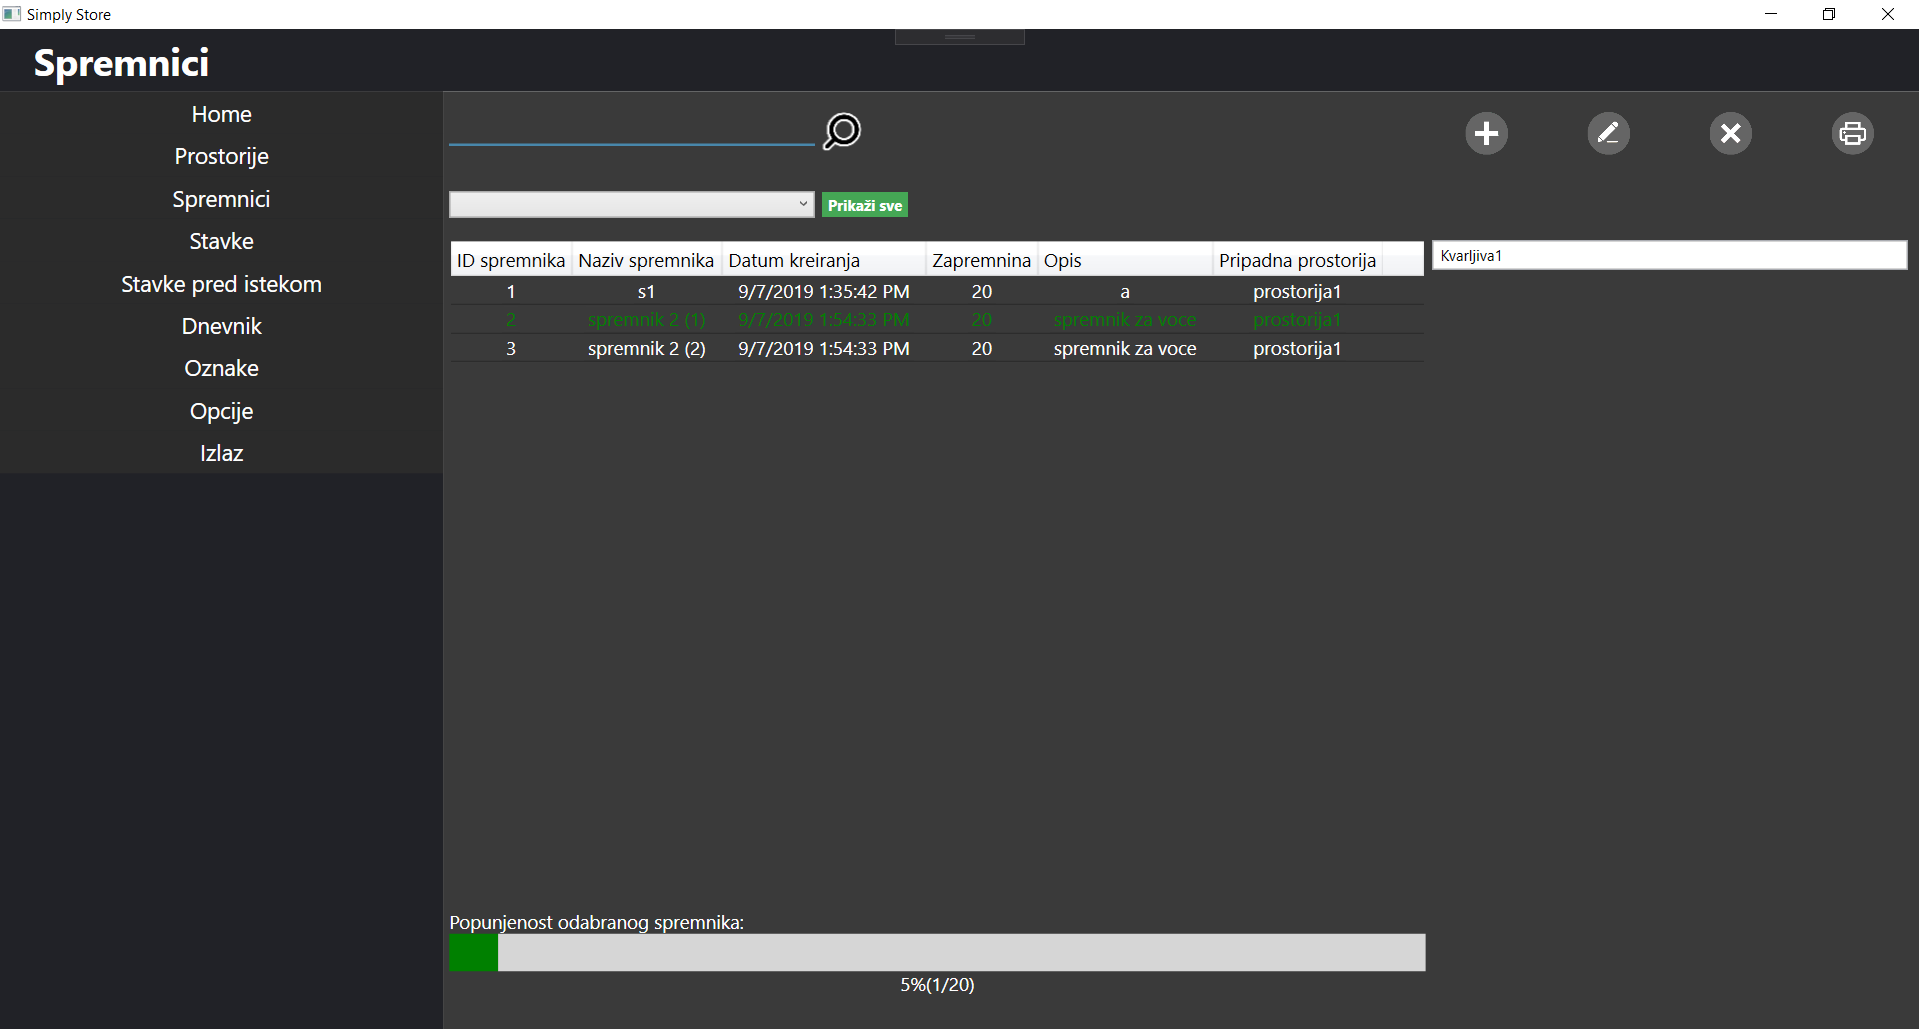 Simply Store
Spremnici
Home
Prostorije
Spremnici
Stavke
Stavke pred istekom
Dnevnik
Oznake
Opcije
Izlaz
Prikaži sve
ID spremnika Naziv spremnika Datum kreiranja Zapremnina Opis Pripadna prostorija
1 s1 9/7/2019 1:35:42 PM 20 a prostorija1
2 spremnik 2 (1) 9/7/2019 1:54:33 PM 20 spremnik za voce prostorija1
3 spremnik 2 (2) 9/7/2019 1:54:33 PM 20 spremnik za voce prostorija1
Kvarljiva1
Popunjenost odabranog spremnika:
5%(1/20)